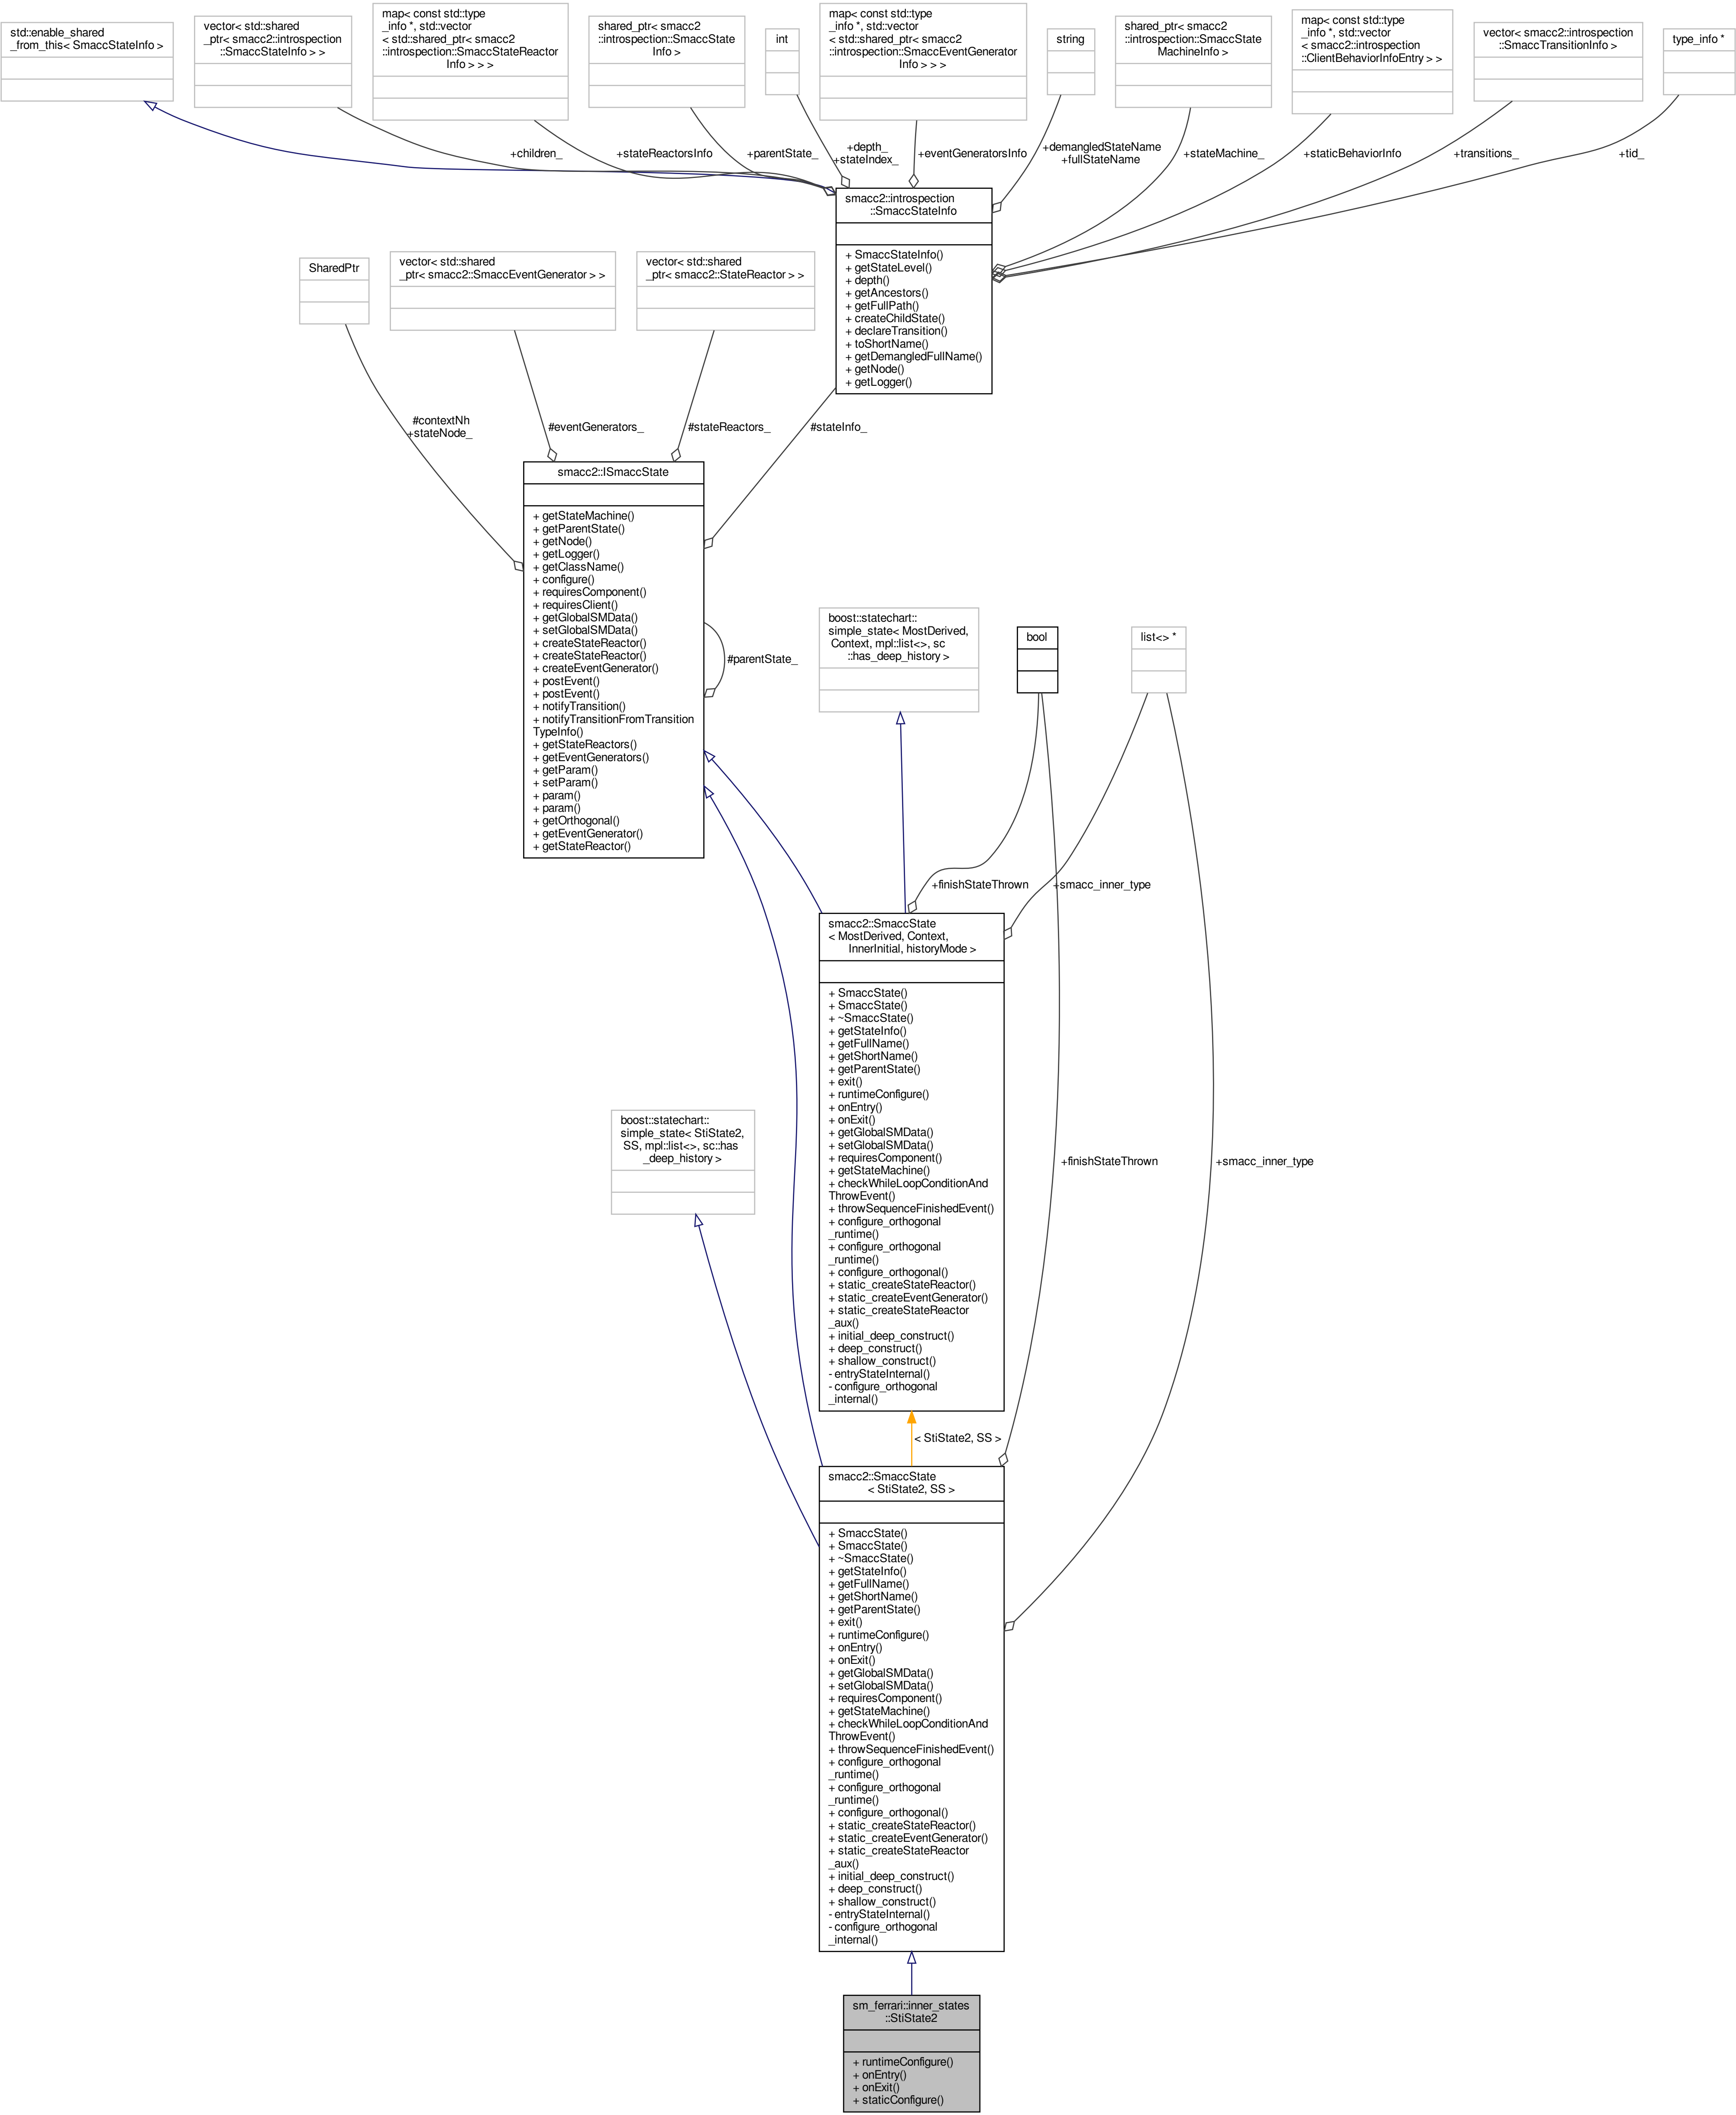 std::enable_shared
_from_this< SmaccStateInfo >
vector< std::shared
_ptr< smacc2::introspection
::SmaccStateInfo > >
map< const std::type
_info *, std::vector
< std::shared_ptr< smacc2
::introspection::SmaccStateReactor
Info > > >
shared_ptr< smacc2
::introspection::SmaccState
Info >
int
map< const std::type
_info *, std::vector
< std::shared_ptr< smacc2
::introspection::SmaccEventGenerator
Info > > >
string
shared_ptr< smacc2
::introspection::SmaccState
MachineInfo >
map< const std::type
_info *, std::vector
< smacc2::introspection
::ClientBehaviorInfoEntry > >
vector< smacc2::introspection
::SmaccTransitionInfo >
type_info *
+children_
+stateReactorsInfo
+parentState_
+depth_
+stateIndex_
+eventGeneratorsInfo
+demangledStateName
+fullStateName
+stateMachine_
+staticBehaviorInfo
+transitions_
+tid_
smacc2::introspection
::SmaccStateInfo
+ SmaccStateInfo()
+ getStateLevel()
+ depth()
+ getAncestors()
+ getFullPath()
+ createChildState()
+ declareTransition()
+ toShortName()
+ getDemangledFullName()
+ getNode()
+ getLogger()
SharedPtr
vector< std::shared
_ptr< smacc2::SmaccEventGenerator > >
vector< std::shared
_ptr< smacc2::StateReactor > >
#contextNh
+stateNode_
#eventGenerators_
#stateReactors_
#stateInfo_
smacc2::ISmaccState
+ getStateMachine()
+ getParentState()
+ getNode()
+ getLogger()
+ getClassName()
+ configure()
+ requiresComponent()
+ requiresClient()
+ getGlobalSMData()
+ setGlobalSMData()
+ createStateReactor()
+ createStateReactor()
+ createEventGenerator()
+ postEvent()
+ postEvent()
+ notifyTransition()
+ notifyTransitionFromTransition
TypeInfo()
+ getStateReactors()
+ getEventGenerators()
+ getParam()
+ setParam()
+ param()
+ param()
+ getOrthogonal()
+ getEventGenerator()
+ getStateReactor()
#parentState_
boost::statechart::
simple_state< MostDerived,
Context, mpl::list<>, sc
::has_deep_history >
bool
list<> *
+finishStateThrown
+smacc_inner_type
smacc2::SmaccState
< MostDerived, Context,
InnerInitial, historyMode >
+ SmaccState()
+ SmaccState()
+ ~SmaccState()
+ getStateInfo()
+ getFullName()
+ getShortName()
+ getParentState()
+ exit()
+ runtimeConfigure()
+ onEntry()
+ onExit()
+ getGlobalSMData()
+ setGlobalSMData()
+ requiresComponent()
+ getStateMachine()
+ checkWhileLoopConditionAnd
ThrowEvent()
+ throwSequenceFinishedEvent()
+ configure_orthogonal
_runtime()
+ configure_orthogonal
_runtime()
+ configure_orthogonal()
+ static_createStateReactor()
+ static_createEventGenerator()
+ static_createStateReactor
_aux()
+ initial_deep_construct()
+ deep_construct()
+ shallow_construct()
- entryStateInternal()
- configure_orthogonal
_internal()
boost::statechart::
simple_state< StiState2,
SS, mpl::list<>, sc::has
_deep_history >
+finishStateThrown
+smacc_inner_type
< StiState2, SS >
smacc2::SmaccState
< StiState2, SS >
+ SmaccState()
+ SmaccState()
+ ~SmaccState()
+ getStateInfo()
+ getFullName()
+ getShortName()
+ getParentState()
+ exit()
+ runtimeConfigure()
+ onEntry()
+ onExit()
+ getGlobalSMData()
+ setGlobalSMData()
+ requiresComponent()
+ getStateMachine()
+ checkWhileLoopConditionAnd
ThrowEvent()
+ throwSequenceFinishedEvent()
+ configure_orthogonal
_runtime()
+ configure_orthogonal
_runtime()
+ configure_orthogonal()
+ static_createStateReactor()
+ static_createEventGenerator()
+ static_createStateReactor
_aux()
+ initial_deep_construct()
+ deep_construct()
+ shallow_construct()
- entryStateInternal()
- configure_orthogonal
_internal()
sm_ferrari::inner_states
::StiState2
+ runtimeConfigure()
+ onEntry()
+ onExit()
+ staticConfigure()